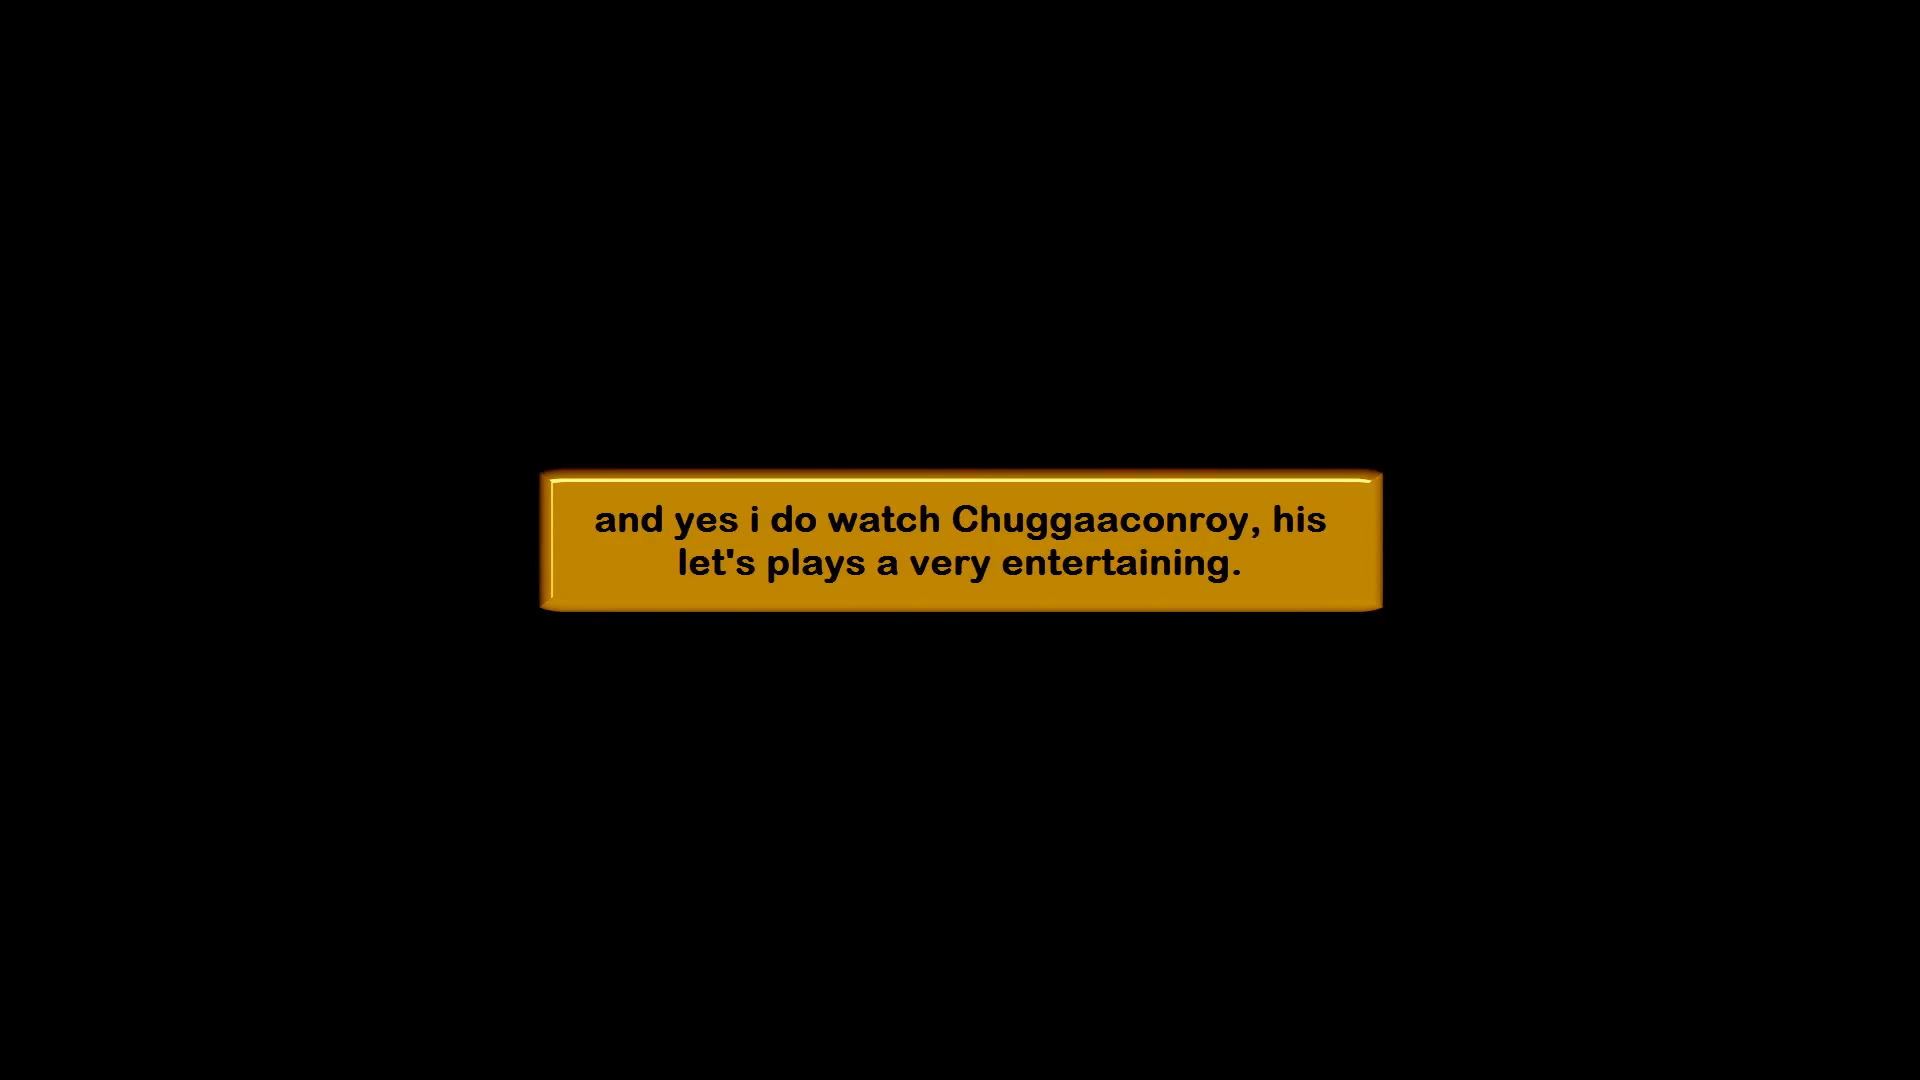 and yes i do watch Chuggaaconroy, his
let's plays a very entertaining.